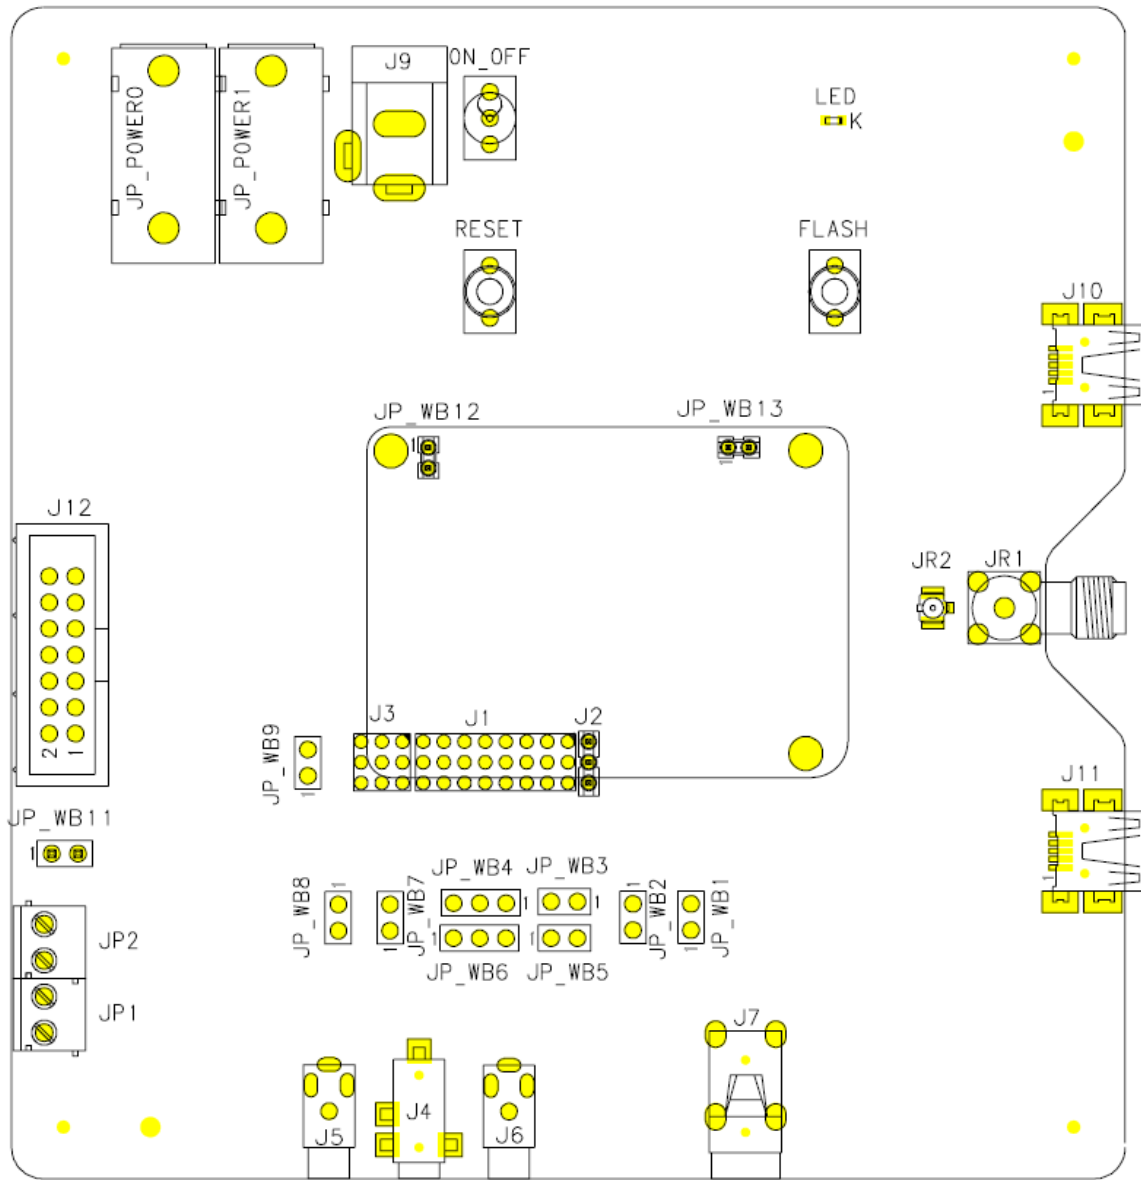 J9
ON_OFF
JP_POWER0
JP_POWER1
LED
K
RESET
FLASH
J10
1
JP_WB12
1
JP_WB13
1
J12
2
1
JR2
JR1
JP_WB9
1
J3
J1
J2
J11
1
JP_WB11
1
JP_WB8
1
JP_WB7
1
JP_WB4
1
JP_WB3
1
JP_WB2
1
JP_WB1
1
1
JP_WB6
1
JP_WB5
JP2
JP1
J5
J4
J6
J7